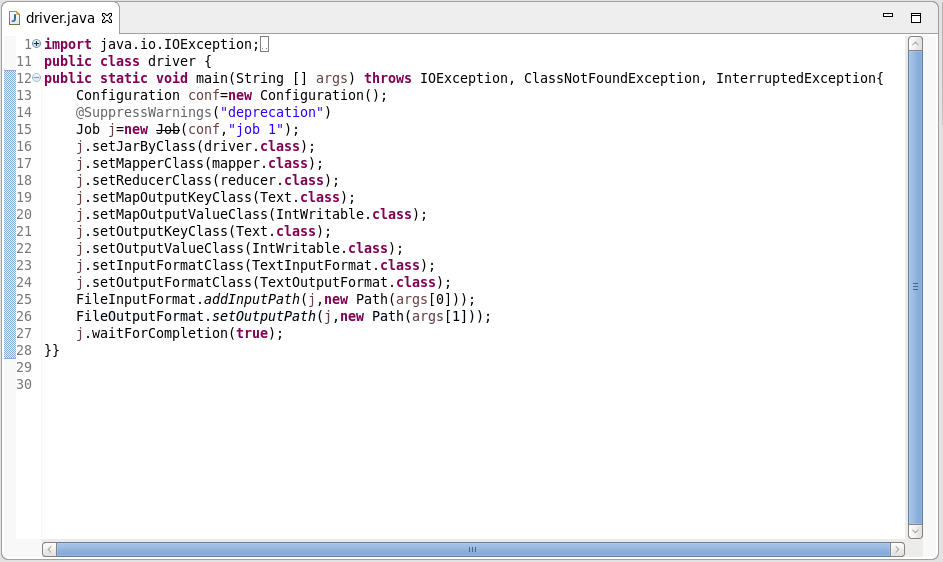 driver.java
1 import java.io.IOException;
11 public class driver {
12 public static void main(String [] args) throws IOException, ClassNotFoundException, InterruptedException{
13     Configuration conf=new Configuration();
14     @SuppressWarnings("deprecation")
15     Job j=new Job(conf,"job 1");
16     j.setJarByClass(driver.class);
17     j.setMapperClass(mapper.class);
18     j.setReducerClass(reducer.class);
19     j.setMapOutputKeyClass(Text.class);
20     j.setMapOutputValueClass(IntWritable.class);
21     j.setOutputKeyClass(Text.class);
22     j.setOutputValueClass(IntWritable.class);
23     j.setInputFormatClass(TextInputFormat.class);
24     j.setOutputFormatClass(TextOutputFormat.class);
25     FileInputFormat.addInputPath(j,new Path(args[0]));
26     FileOutputFormat.setOutputPath(j,new Path(args[1]));
27     j.waitForCompletion(true);
28 }}
29
30